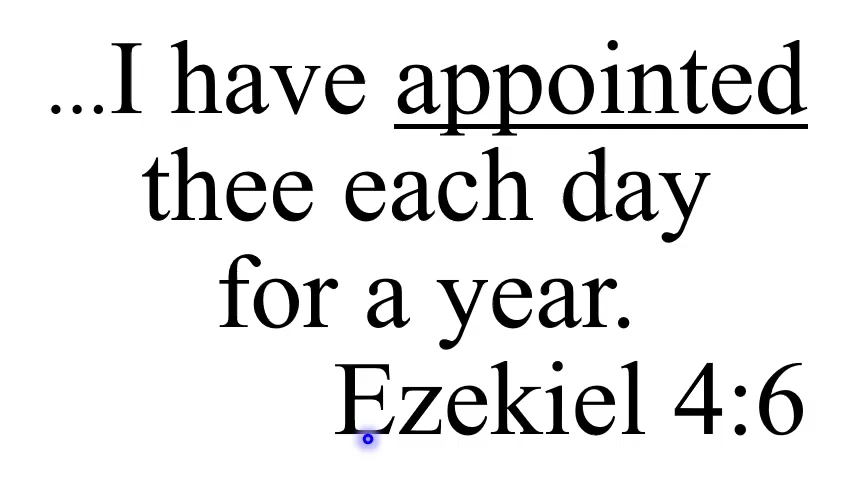 ...I have appointed
thee each day
for a year.
Ezekiel 4:6